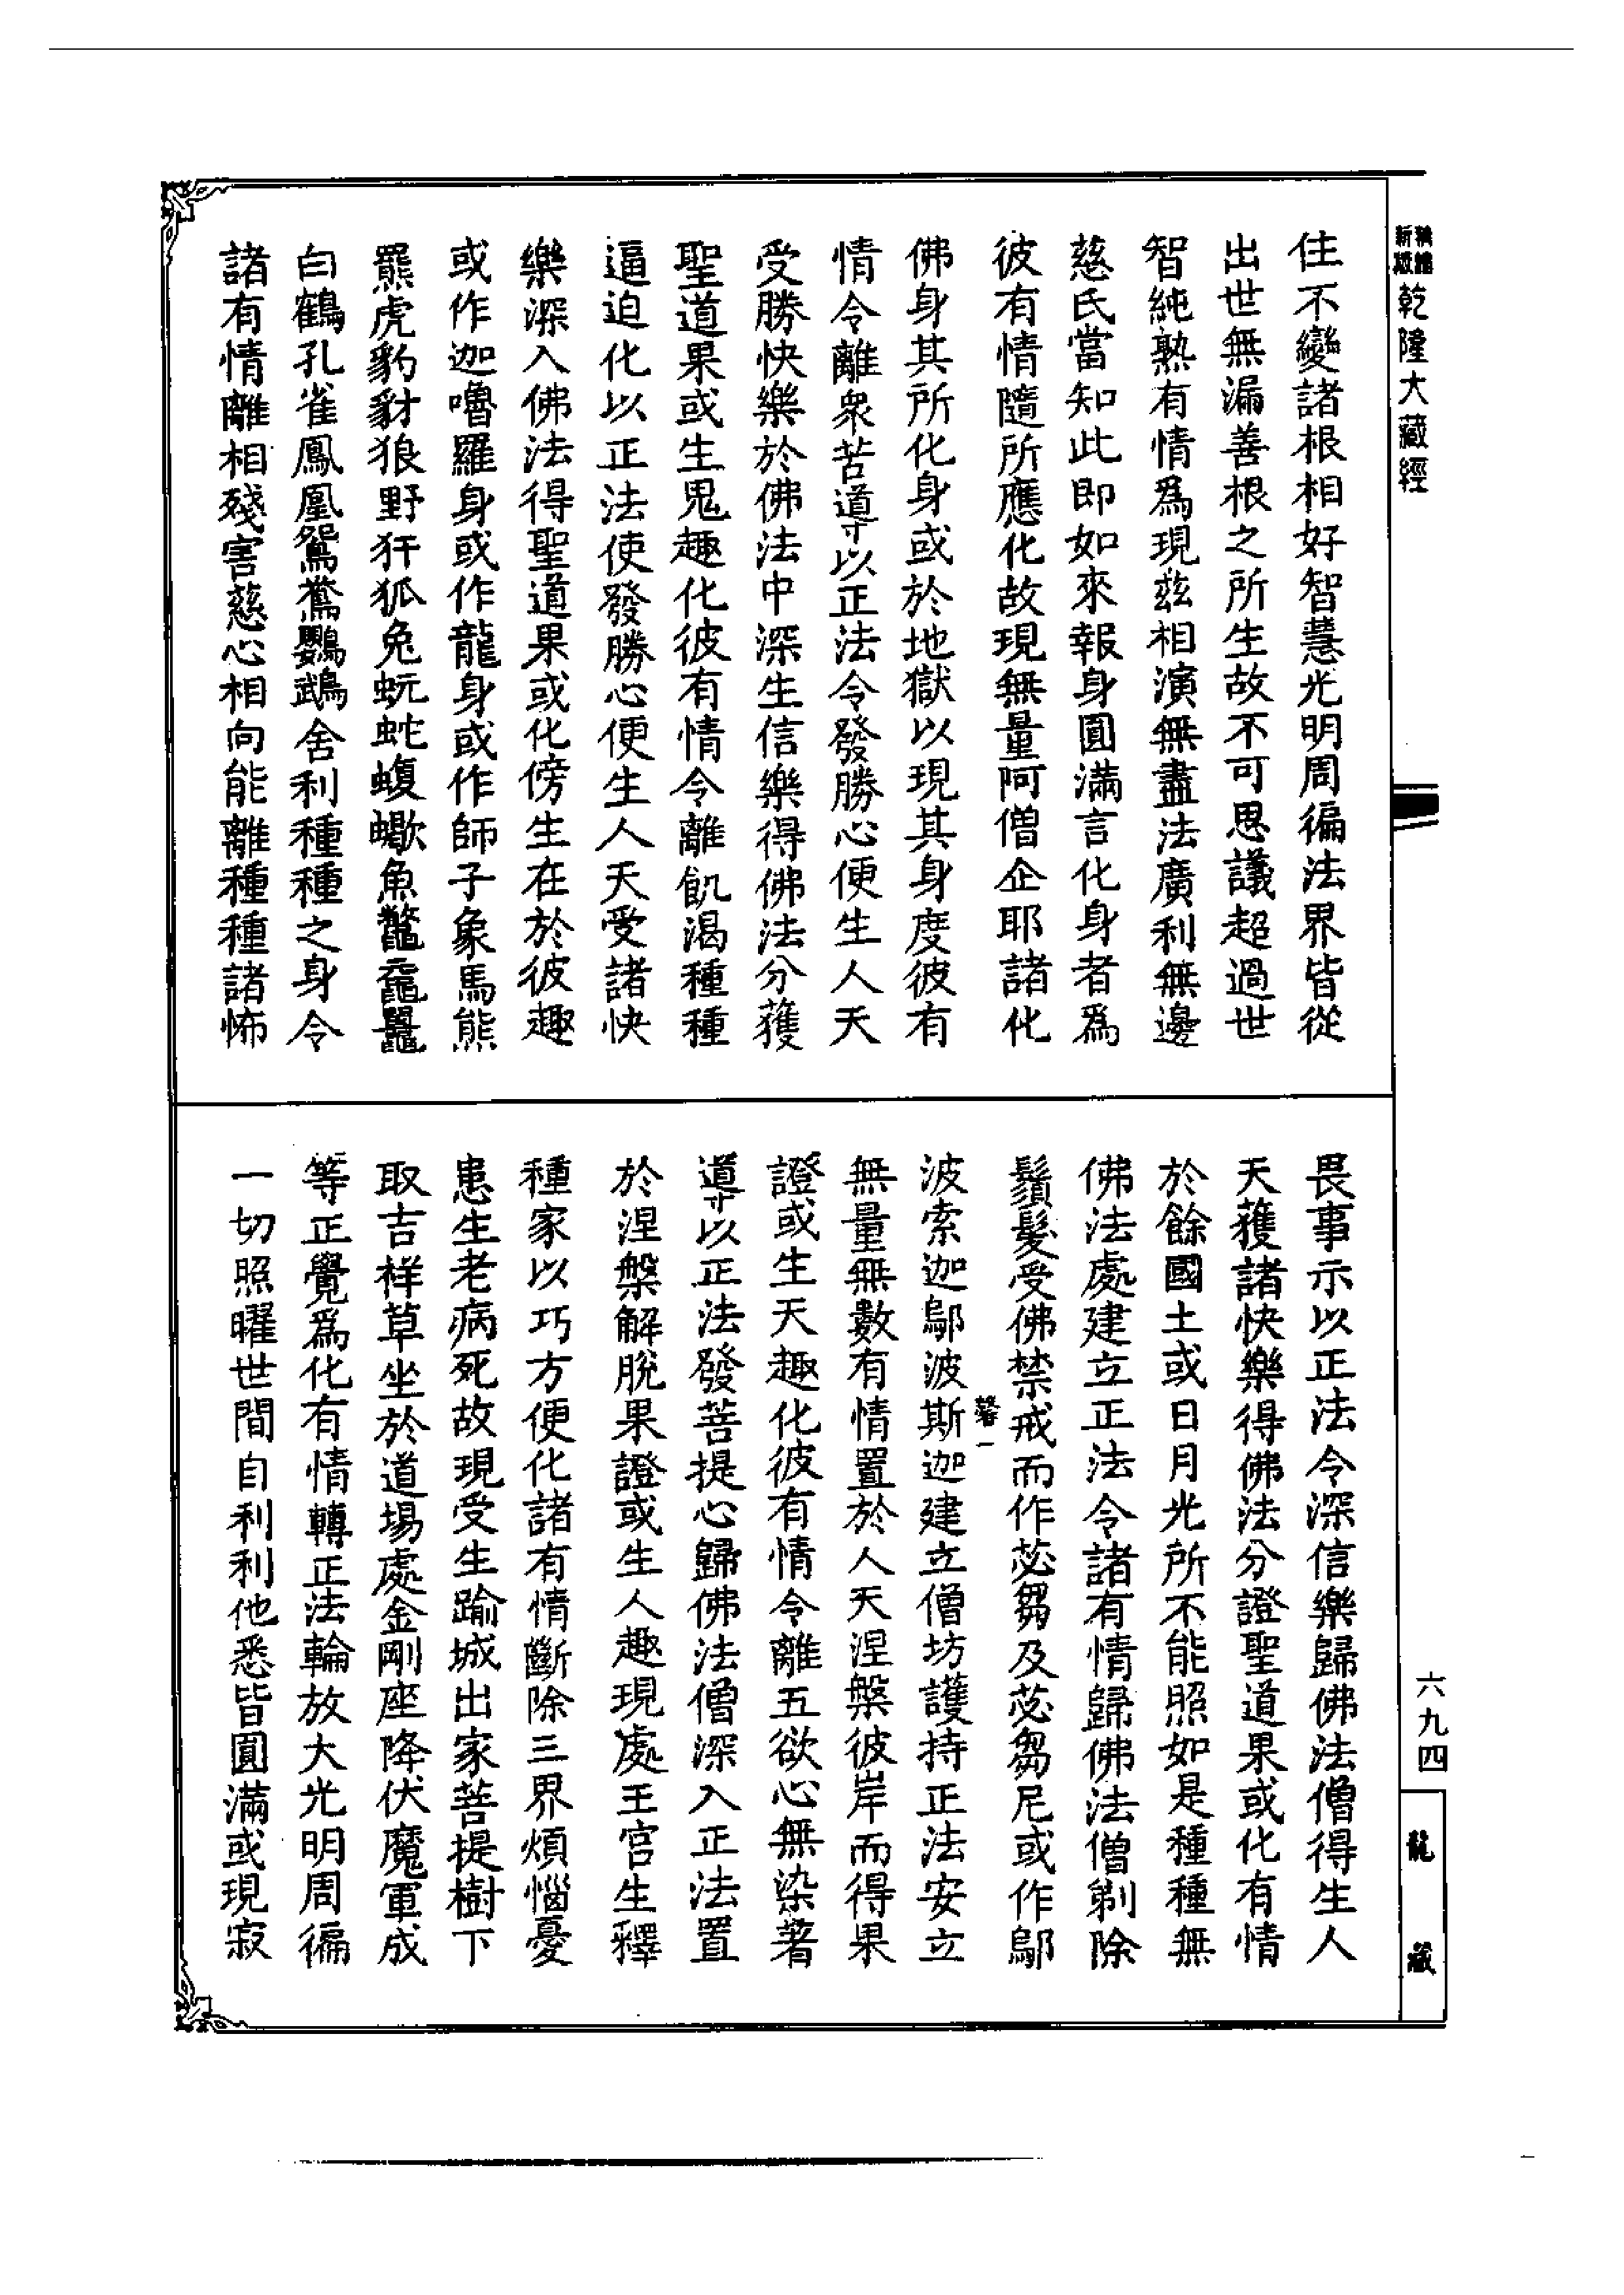 乾隆大藏經
住不變諸根相好智慧光明周徧法界皆從
出世無漏善根之所生故不可思議超過世
智純熟有情爲現茲相演無盡法廣利無邊
慈氏當知此即如來報身圓滿言化身者爲
彼有情隨所應化故現無量阿僧企耶諸化
佛身其所化身或於地獄以現其身度彼有
情令離衆苦導以正法令發勝心便生人天
受勝快樂於佛法中深生信樂得佛法分獲
聖道果或生鬼趣化彼有情令離飢渴種種
逼迫化以正法使發勝心便生人天受諸快
樂深入佛法得聖道果或化傍生在於彼趣
或作迦嚕羅身或作龍身或作師子象馬熊
羆虎豹豺狼野犴狐兔蚖蛇蝮蠍魚鼈黿鼉
白鶴孔雀鳳凰鴛鴦鸚鵡舍利種種之身令
諸有情離相殘害慈心相向能離種種諸怖
畏事示以正法令深信樂歸佛法僧得生人
天獲諸快樂得佛法分證聖道果或化有情
於餘國土或日月光所不能照如是種種無
佛法處建立正法令諸有情歸佛法僧剃除
鬚髮受佛禁戒而作苾芻及苾芻尼或作鄔
波索迦鄔波斯迦建立僧坊護持正法安立
無量無數有情置於人天涅槃彼岸而得果
證或生天趣化彼有情令離五欲心無染著
導以正法發菩提心歸佛法僧深入正法置
於涅槃解脫果證或生人趣現處王宮生釋
種家以巧方便化諸有情斷除三界煩惱憂
患生老病死故現受生踰城出家菩提樹下
取吉祥草坐於道場處金剛座降伏魔軍成
等正覺爲化有情轉正法輪放大光明周徧
一切照曜世間自利利他悉皆圓滿或現寂
六九四
龍藏